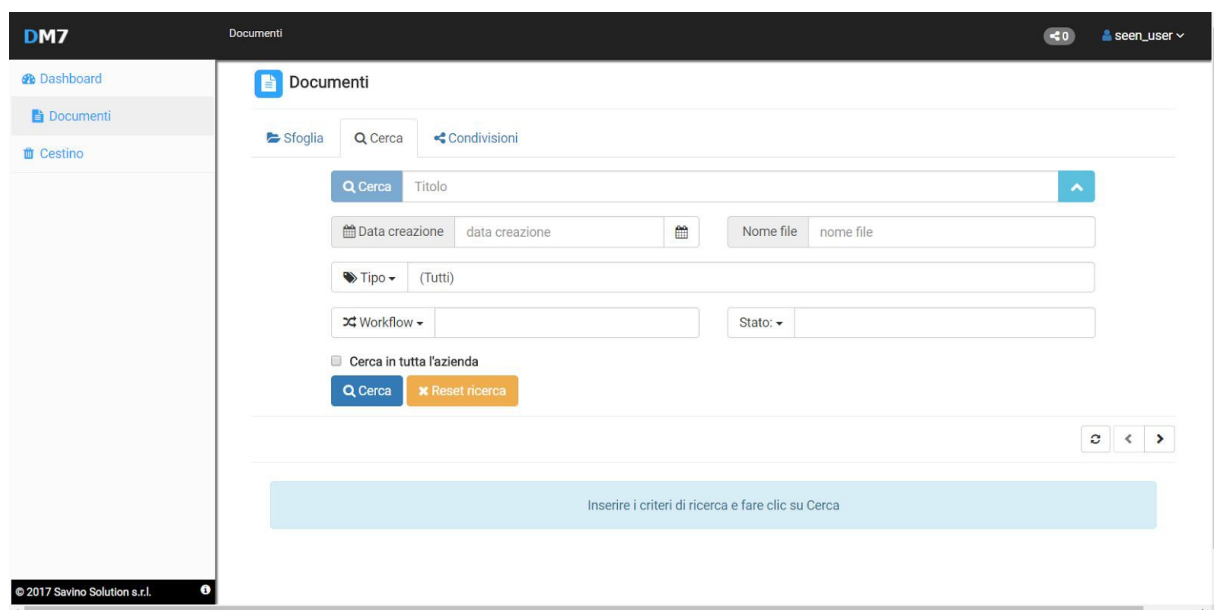 DM7
Documenti
0
seen_user
Dashboard
Documenti
Cestino
Documenti
Sfoglia
Cerca
Condivisioni
Cerca
Titolo
Data creazione
data creazione
Nome file
nome file
Tipo
(Tutti)
Workflow
Stato:
Cerca in tutta l'azienda
Cerca
Reset ricerca
Inserire i criteri di ricerca e fare clic su Cerca
© 2017 Savino Solution s.r.l.